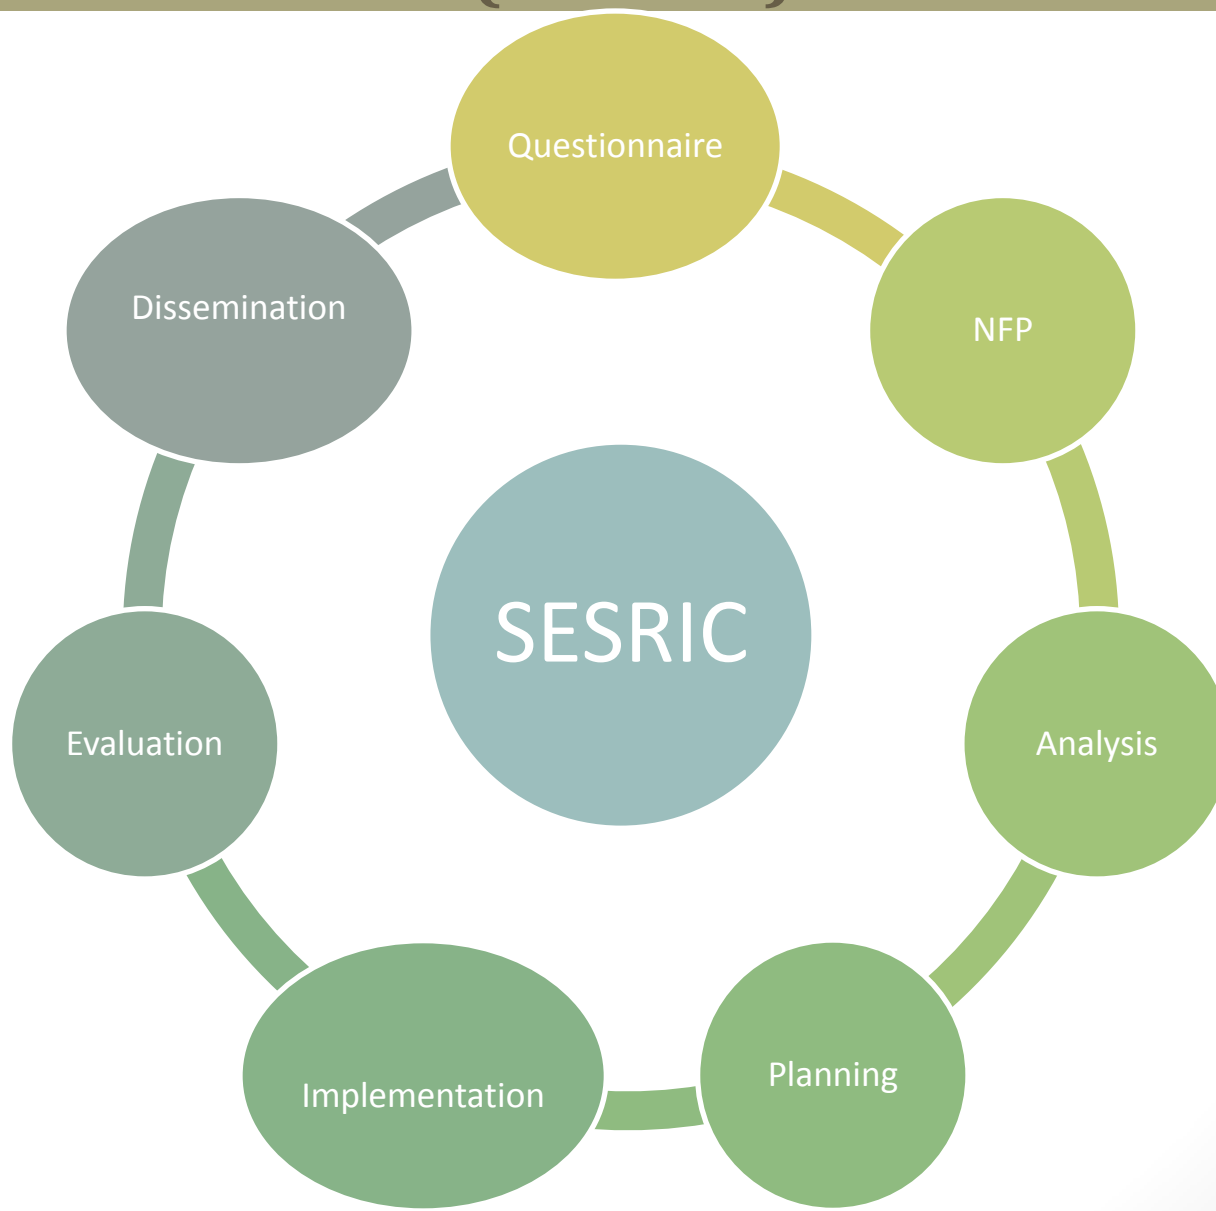 Questionnaire
NFP
Analysis
Planning
Implementation
Evaluation
Dissemination
SESRIC